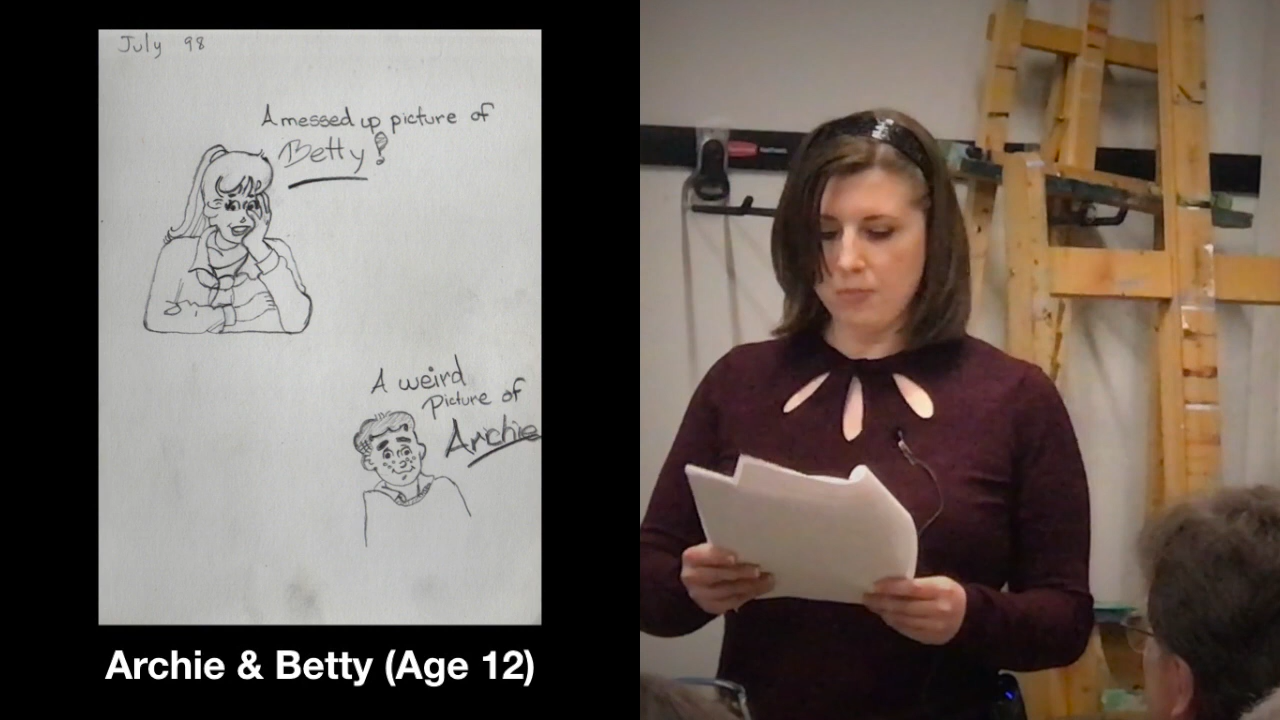 July 98
A messed up picture of
Betty!
A weird
Picture of
Archie
Archie & Betty (Age 12)